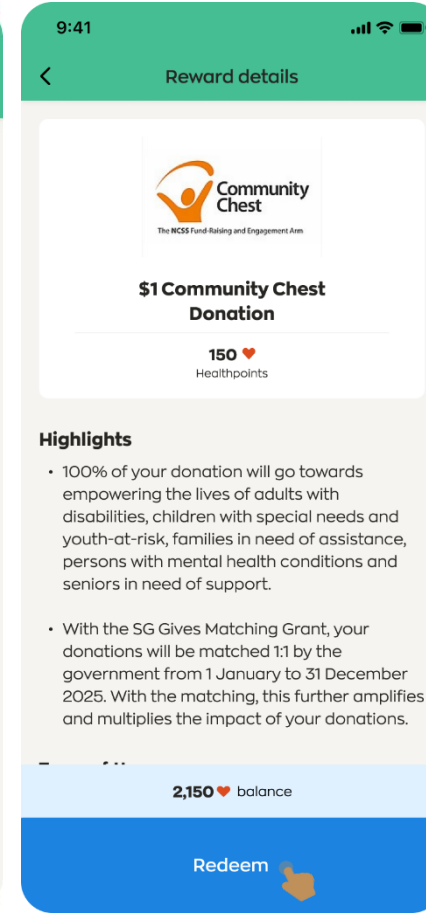 9:41
Reward details
Community
Chest
The NCSS Fund-Raising and Engagement Arm
$1 Community Chest
Donation
150
Healthpoints
Highlights
• 100% of your donation will go towards
empowering the lives of adults with
disabilities, children with special needs and
youth-at-risk, families in need of assistance,
persons with mental health conditions and
seniors in need of support.
• With the SG Gives Matching Grant, your
donations will be matched 1:1 by the
government from 1 January to 31 December
2025. With the matching, this further amplifies
and multiplies the impact of your donations.
2,150 balance
Redeem